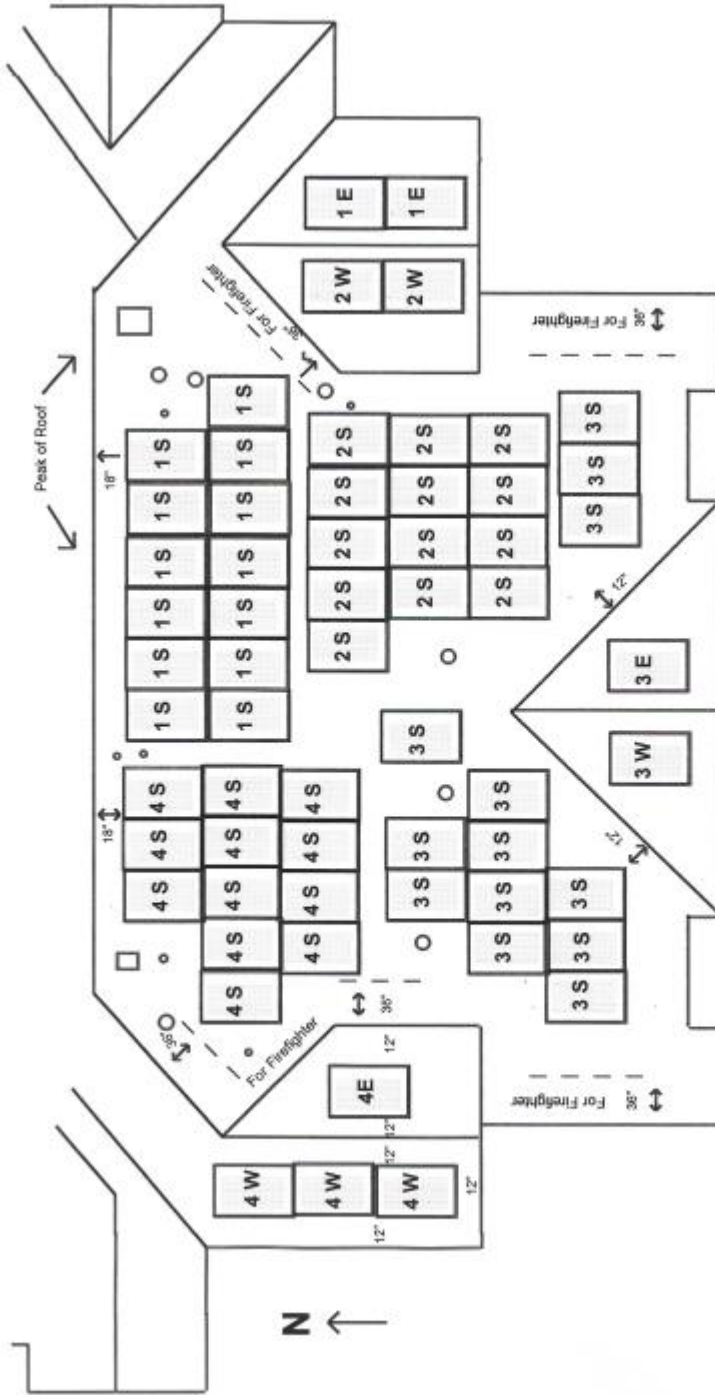 Peak of Roof
18"
18"
4 S 4 S 4 S 1 S 1 S 1 S 1 S 1 S 1 S
36"
For Firefighter
For Firefighter
36"
4 S 4 S 4 S 4 S 4 S 1 S 1 S 1 S 1 S 1 S 1 S 1 S
4 W
2 W 1 E
4 S 4 S 4 S 4 S 2 S 2 S 2 S 2 S 2 S
36"
4 W 4E 12"
2 W 1 E
3 S 3 S 3 S 2 S 2 S 2 S 2 S
12" 12" 12"
4 W
12"
3 S 3 S 3 S 3 S 2 S 2 S 2 S 2 S
For Firefighter
36"
For Firefighter
36"
3 S 3 S 3 S 3 S 3 S 3 S
12"
12"
3 W 3 E
N